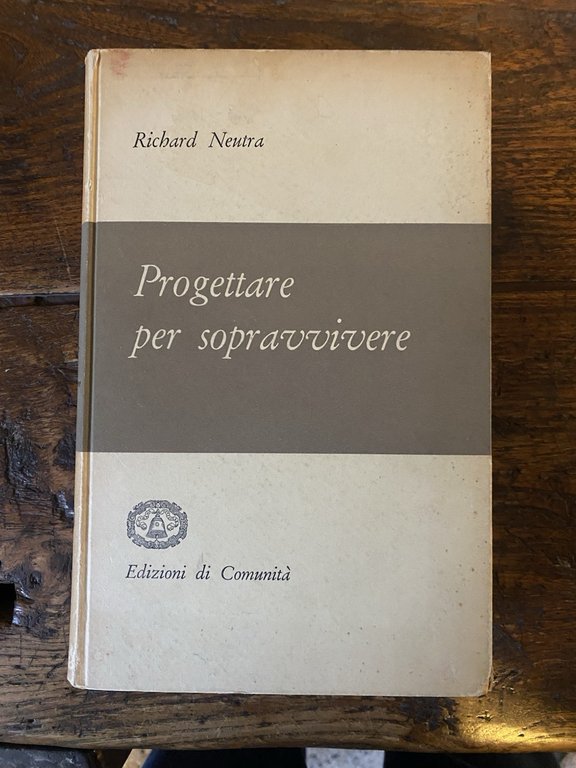 Richard Neutra
Progettare
per sopravvivere
Edizioni di Comunità